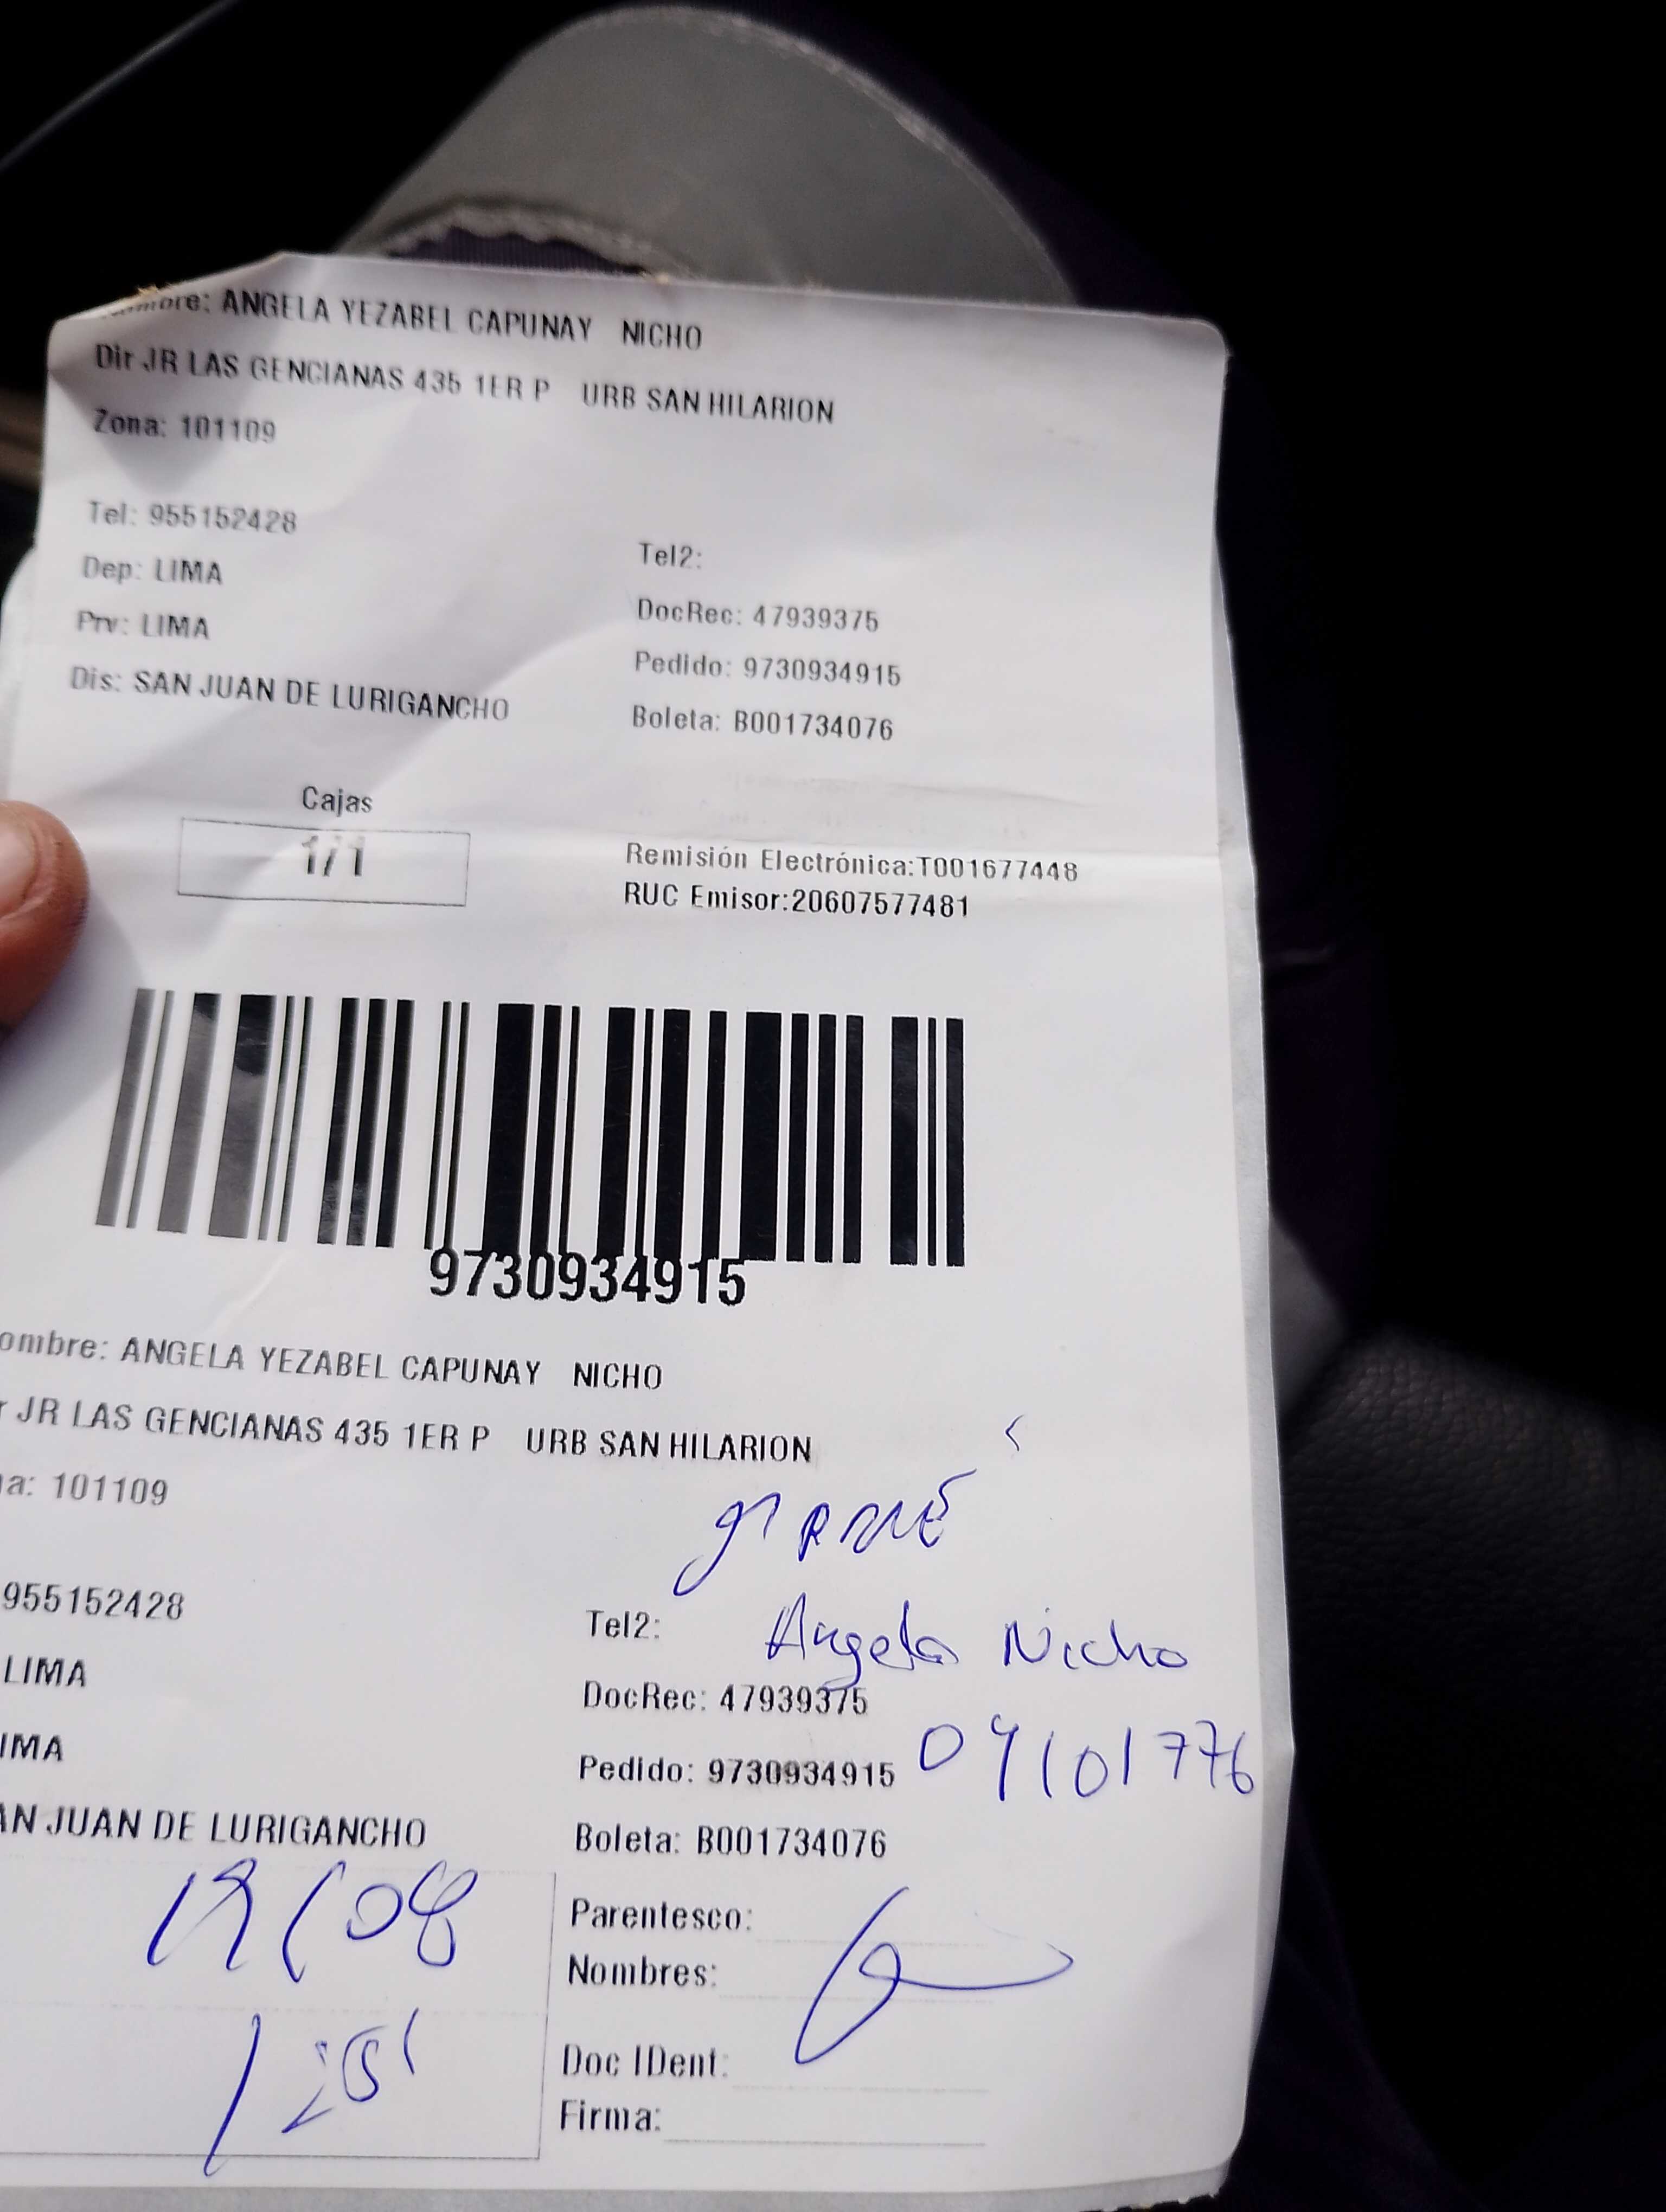 mbre: ANGELA YEZABEL CAPUNAY NICHO
Dir JR LAS GENCIANAS 435 1ER P URB SAN HILARION
Zona: 101109
Tel: 955152428
Tel2:
Dep: LIMA
DocRec: 47939375
Prv: LIMA
Pedido: 9730934915
Dis: SAN JUAN DE LURIGANCHO
Boleta: B001734076
Cajas
1/1
Remisión Electrónica:T001677448
RUC Emisor:20607577481
9730934915
ombre: ANGELA YEZABEL CAPUNAY NICHO
r JR LAS GENCIANAS 435 1ER P URB SAN HILARION
a: 101109
955152428
Tel2:
Angela Nicho
LIMA
DocRec: 47939375
IMA
Pedido: 9730934915
09101776
AN JUAN DE LURIGANCHO
Boleta: B001734076
19/08
Parentesco:
Nombres:
Doc IDent:
Firma: